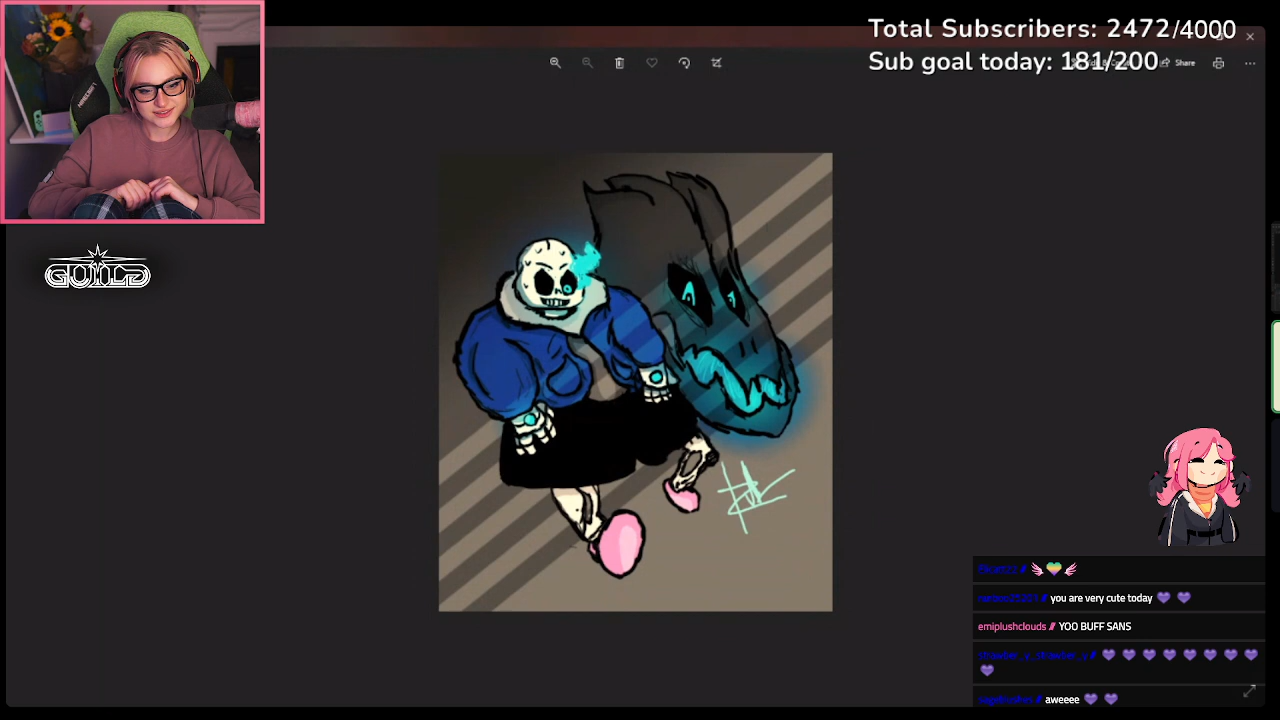 Total Subscribers: 2472/4000
Sub goal today: 181/200
Share
GUILD
you are very cute today
emiplushclouds // YOO BUFF SANS
aweeee